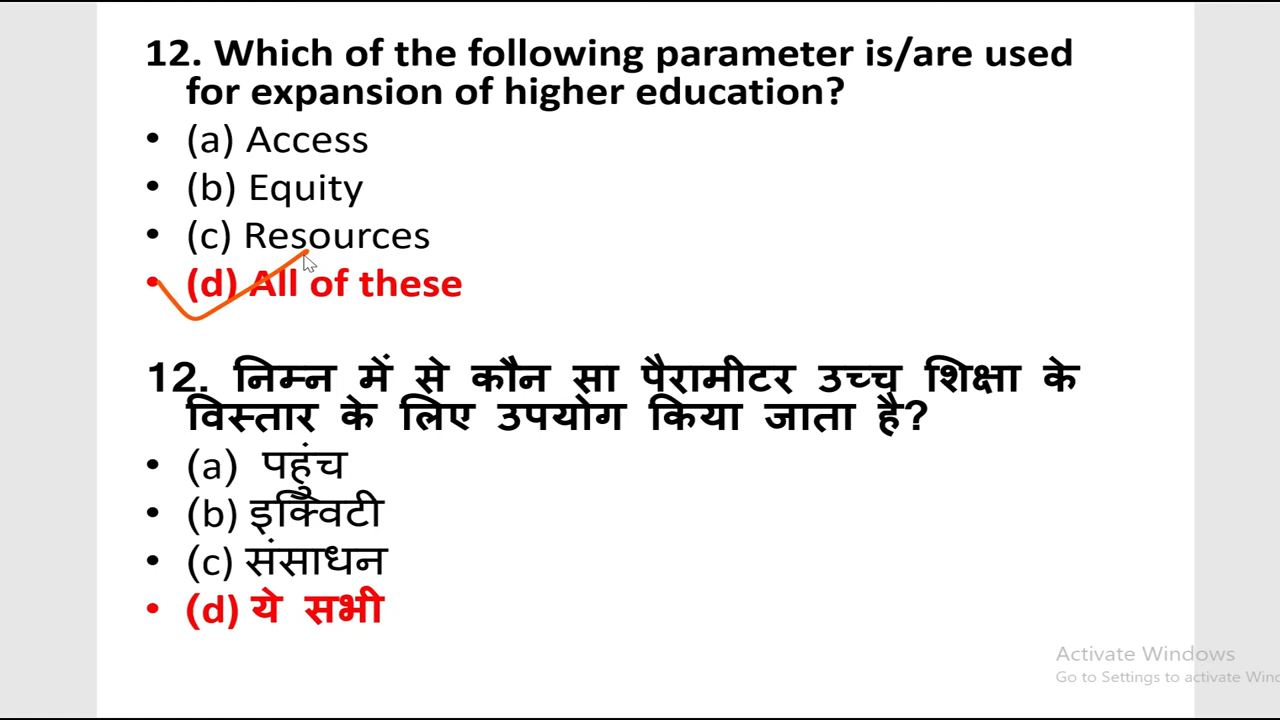 12. Which of the following parameter is/are used
for expansion of higher education?
• (a) Access
• (b) Equity
• (c) Resources
• (d) All of these
12. निम्न में से कौन सा पैरामीटर उच्च शिक्षा के
विस्तार के लिए उपयोग किया जाता है?
• (a) पहुंच
• (b) इक्विटी
• (c) संसाधन
• (d) ये सभी
Activate Windows
Go to Settings to activate Win